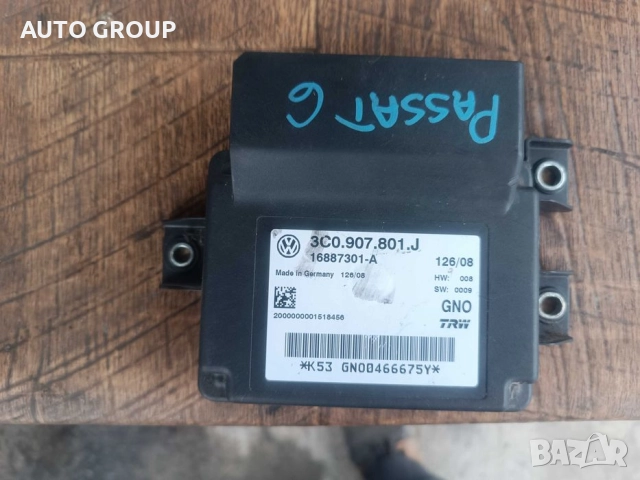 AUTO GROUP
PASSAT 6
3C0.907.801.J
16887301-A
126/08
Made in Germany 126/08
HW: 008
SW: 0009
GNO
2000000001518456
TRW
*K53 GNO0466675Y*
BAZAR